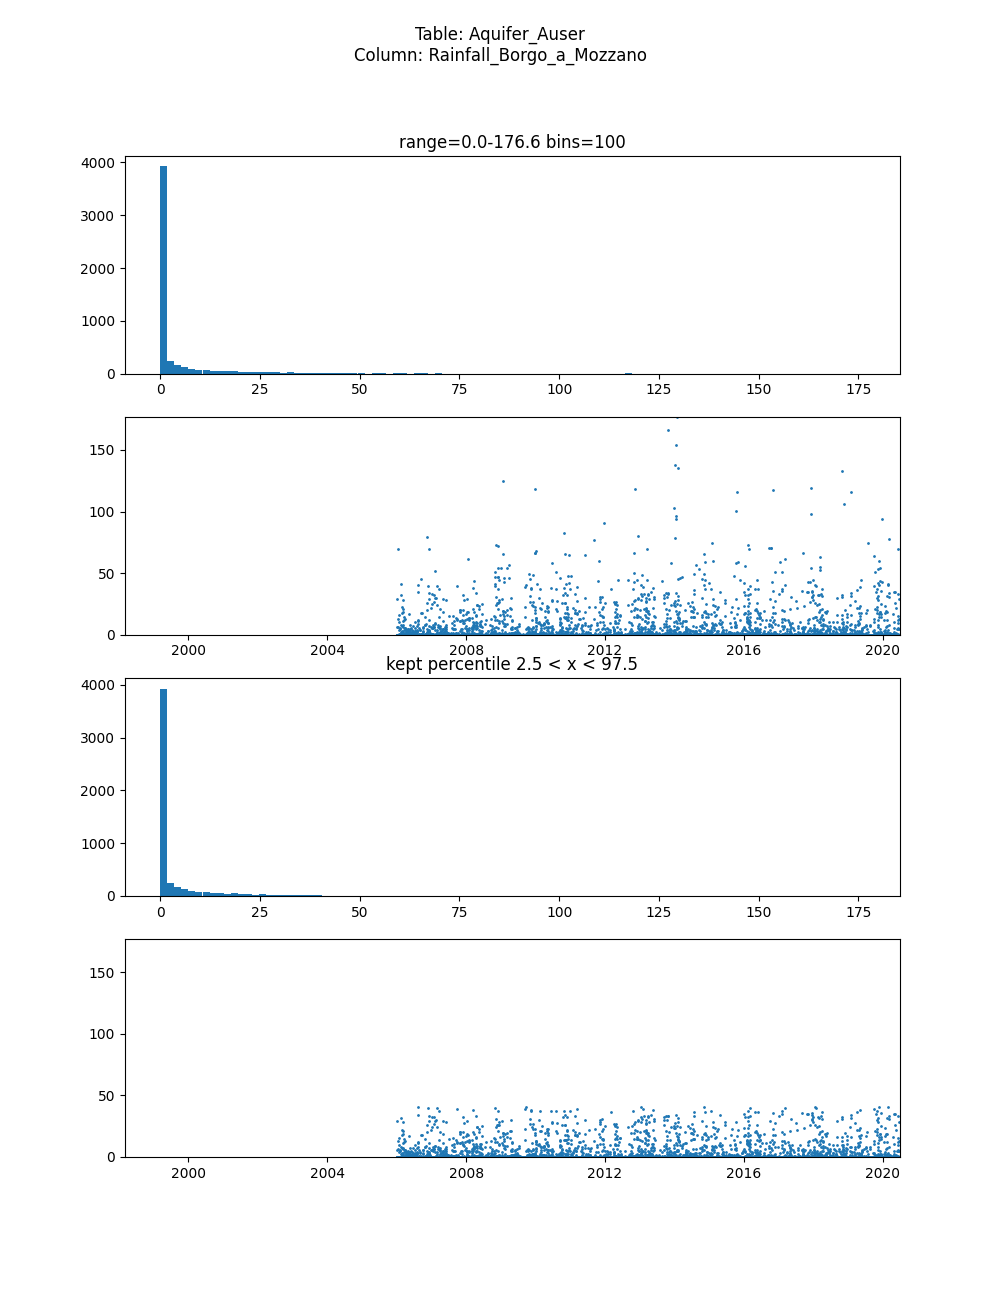 Table: Aquifer_Auser
Column: Rainfall_Borgo_a_Mozzano
range=0.0-176.6 bins=100
4000
3000
2000
1000
0
0 25 50 75 100 125 150 175
150
100
50
0
2000 2004 2008 2012 2016 2020
kept percentile 2.5 < x < 97.5
4000
3000
2000
1000
0
0 25 50 75 100 125 150 175
150
100
50
0
2000 2004 2008 2012 2016 2020